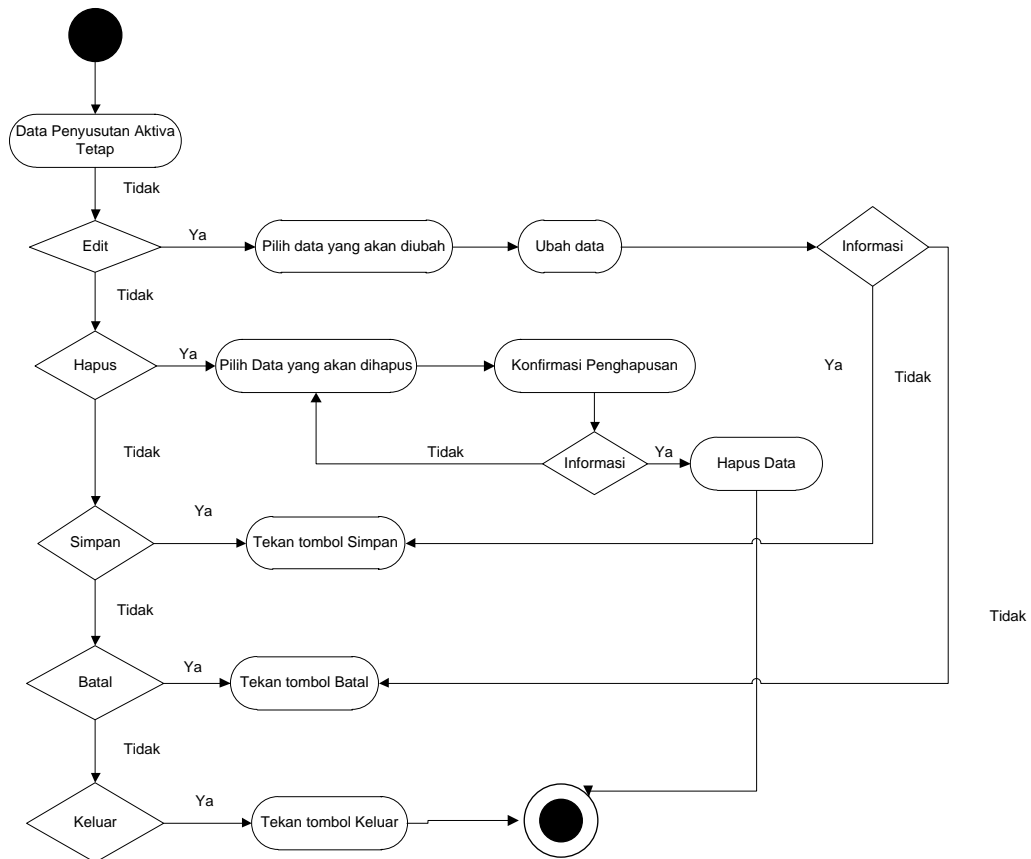 Data Penyusutan Aktiva
Tetap
Tidak
Edit
Ya
Pilih data yang akan diubah
Ubah data
Informasi
Tidak
Hapus
Ya
Pilih Data yang akan dihapus
Konfirmasi Penghapusan
Ya
Tidak
Tidak
Tidak
Informasi
Ya
Hapus Data
Simpan
Ya
Tekan tombol Simpan
Tidak
Tidak
Batal
Ya
Tekan tombol Batal
Tidak
Keluar
Ya
Tekan tombol Keluar